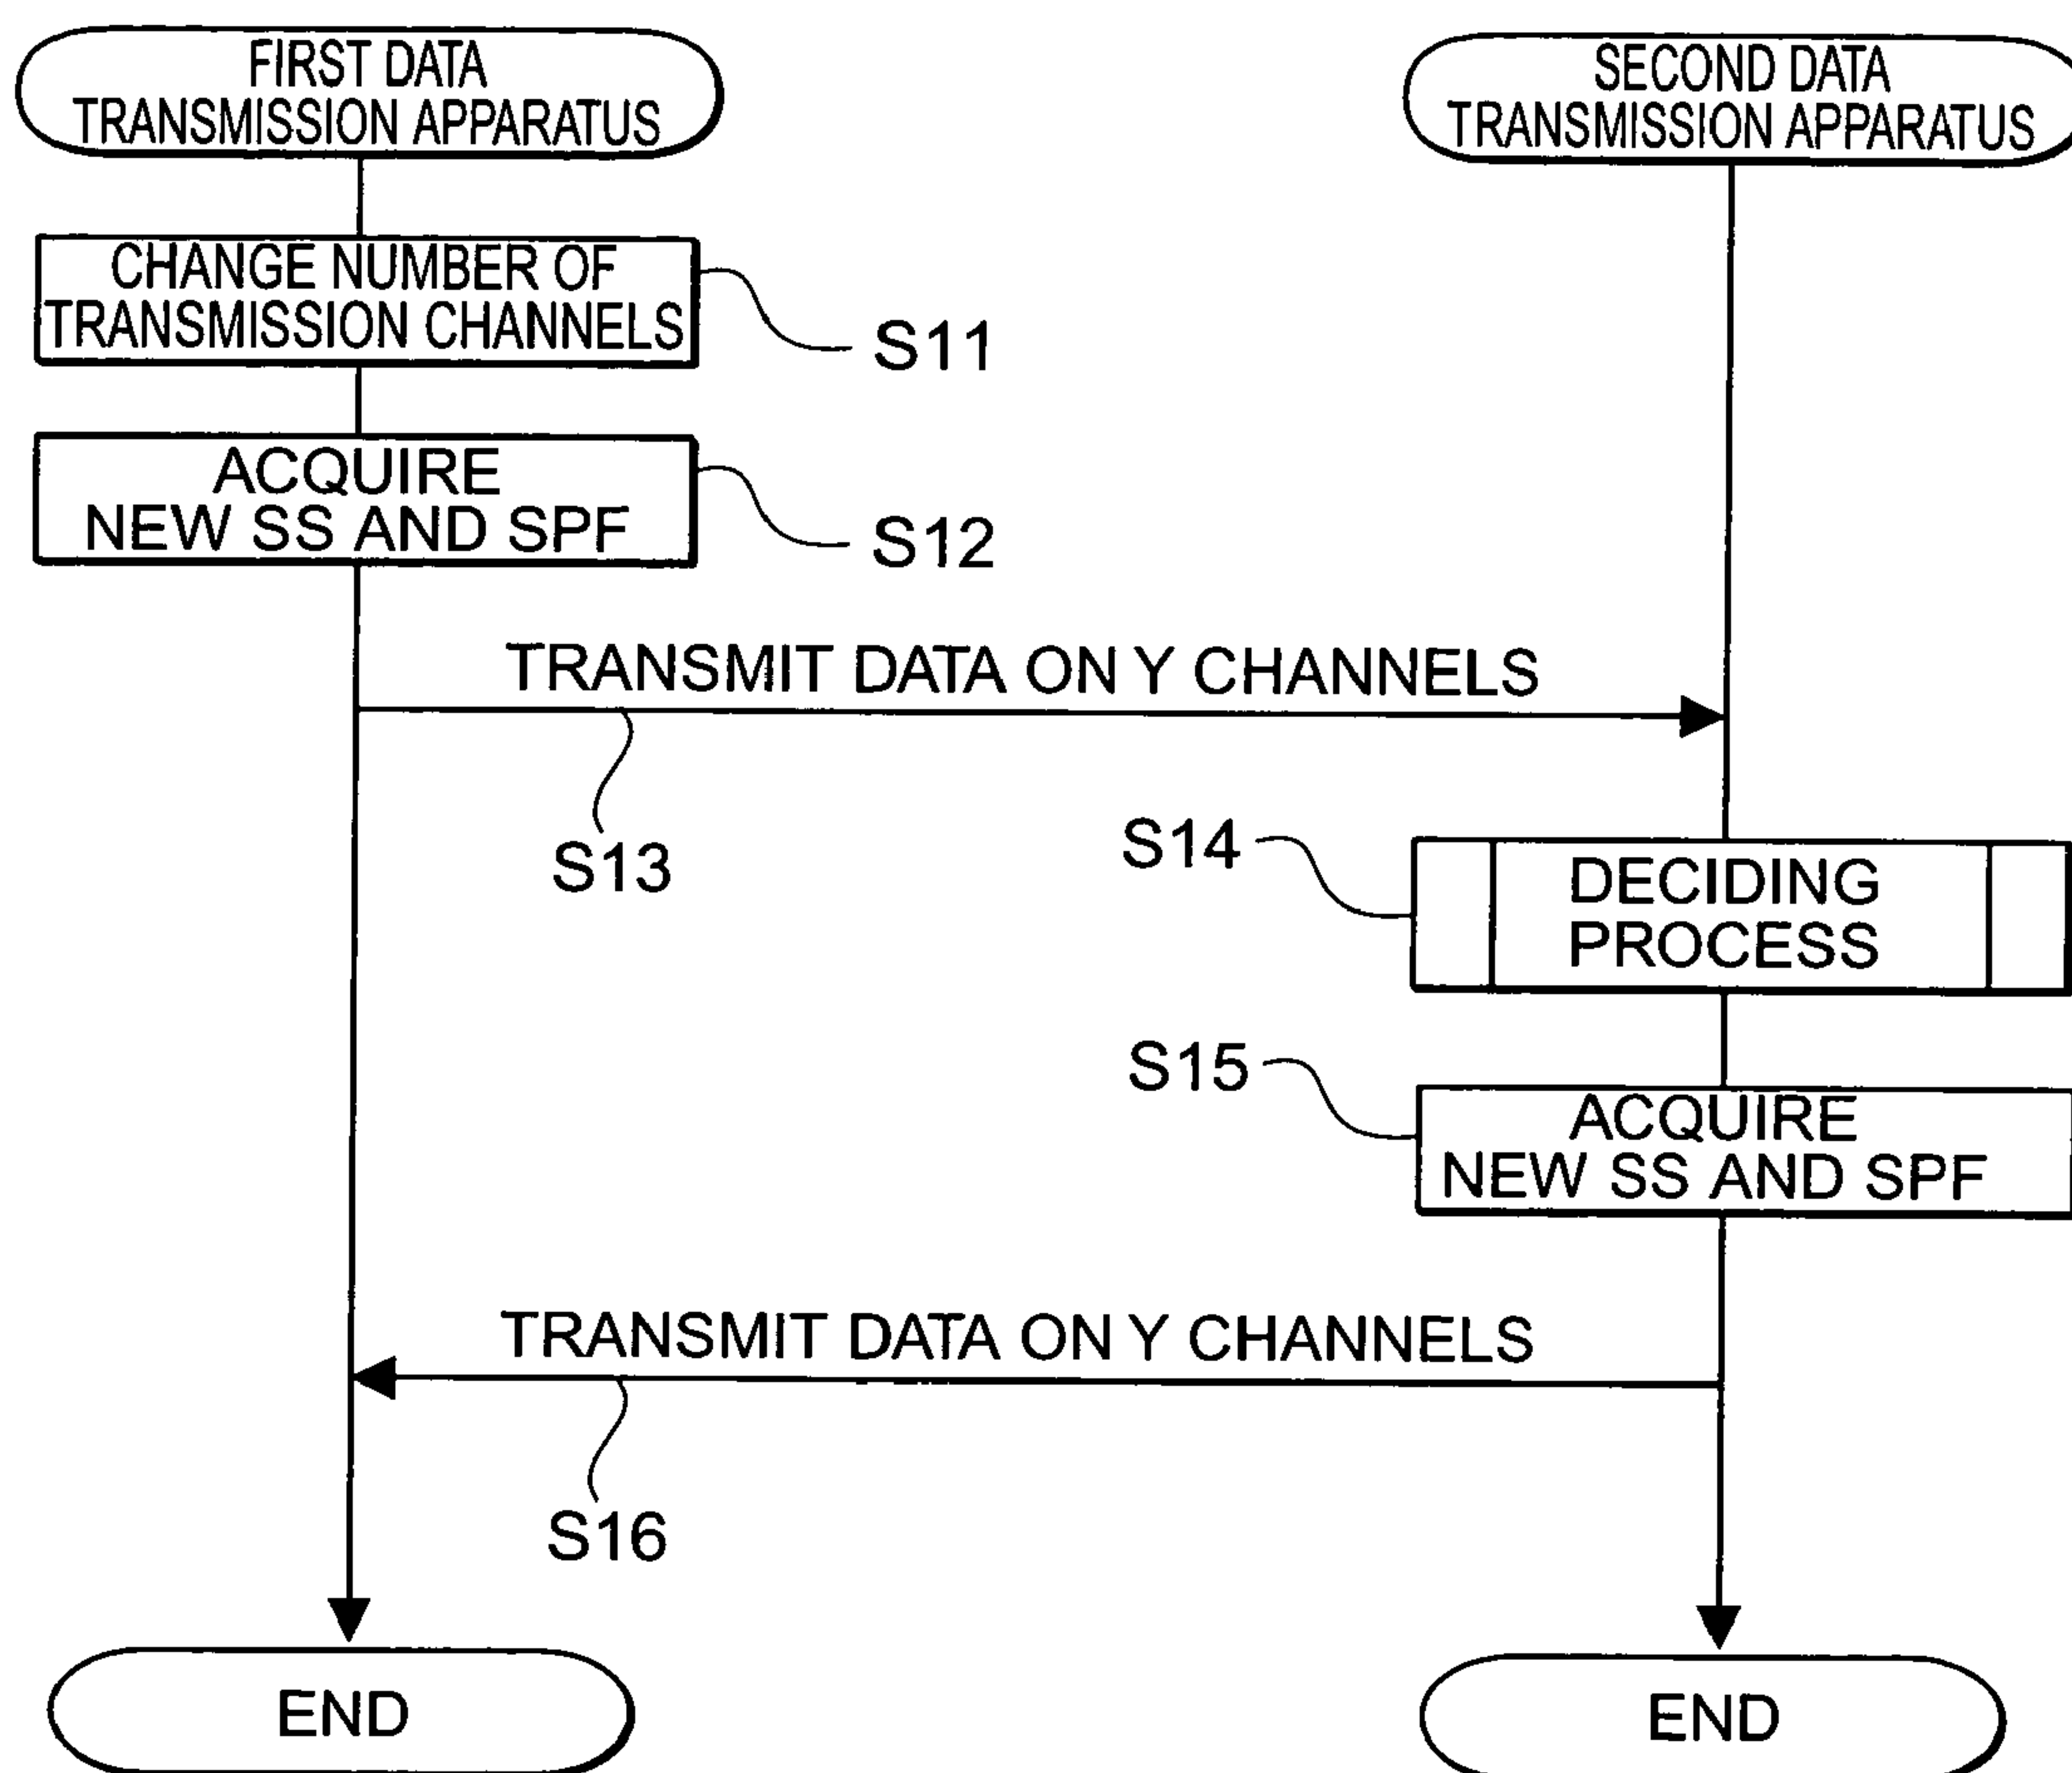 FIRST DATA
TRANSMISSION APPARATUS
SECOND DATA
TRANSMISSION APPARATUS
CHANGE NUMBER OF
TRANSMISSION CHANNELS
S11
ACQUIRE
NEW SS AND SPF
S12
TRANSMIT DATA ON Y CHANNELS
S13
S14
DECIDING
PROCESS
S15
ACQUIRE
NEW SS AND SPF
TRANSMIT DATA ON Y CHANNELS
S16
END
END